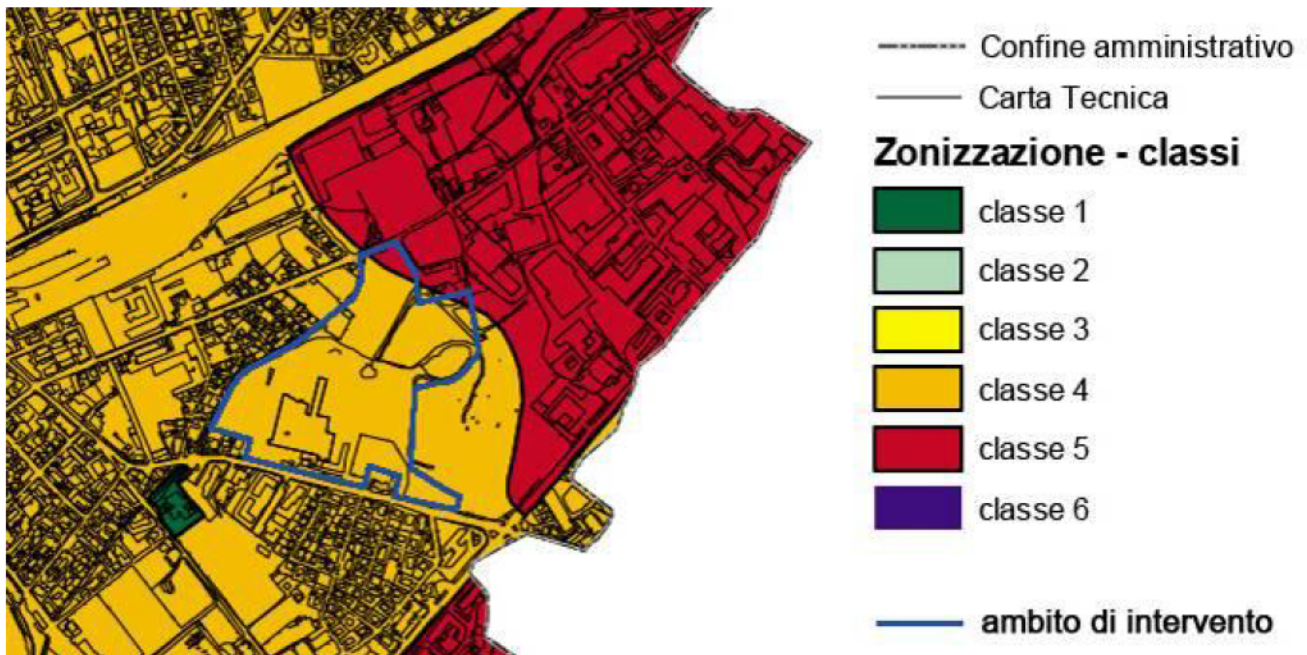 Confine amministrativo
Carta Tecnica
Zonizzazione - classi
classe 1
classe 2
classe 3
classe 4
classe 5
classe 6
ambito di intervento